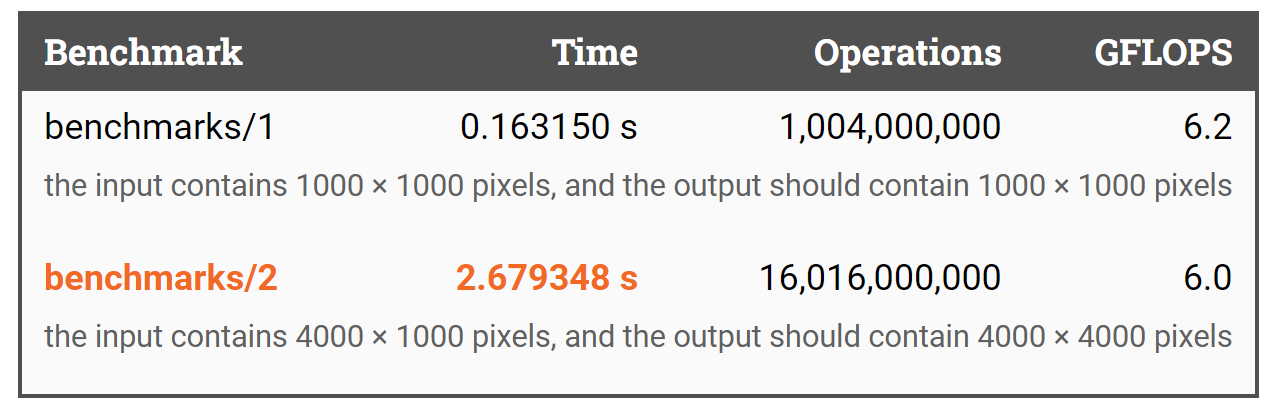 Benchmark Time Operations GFLOPS
benchmarks/1 0.163150 s 1,004,000,000 6.2
the input contains 1000 × 1000 pixels, and the output should contain 1000 × 1000 pixels
benchmarks/2 2.679348 s 16,016,000,000 6.0
the input contains 4000 × 1000 pixels, and the output should contain 4000 × 4000 pixels